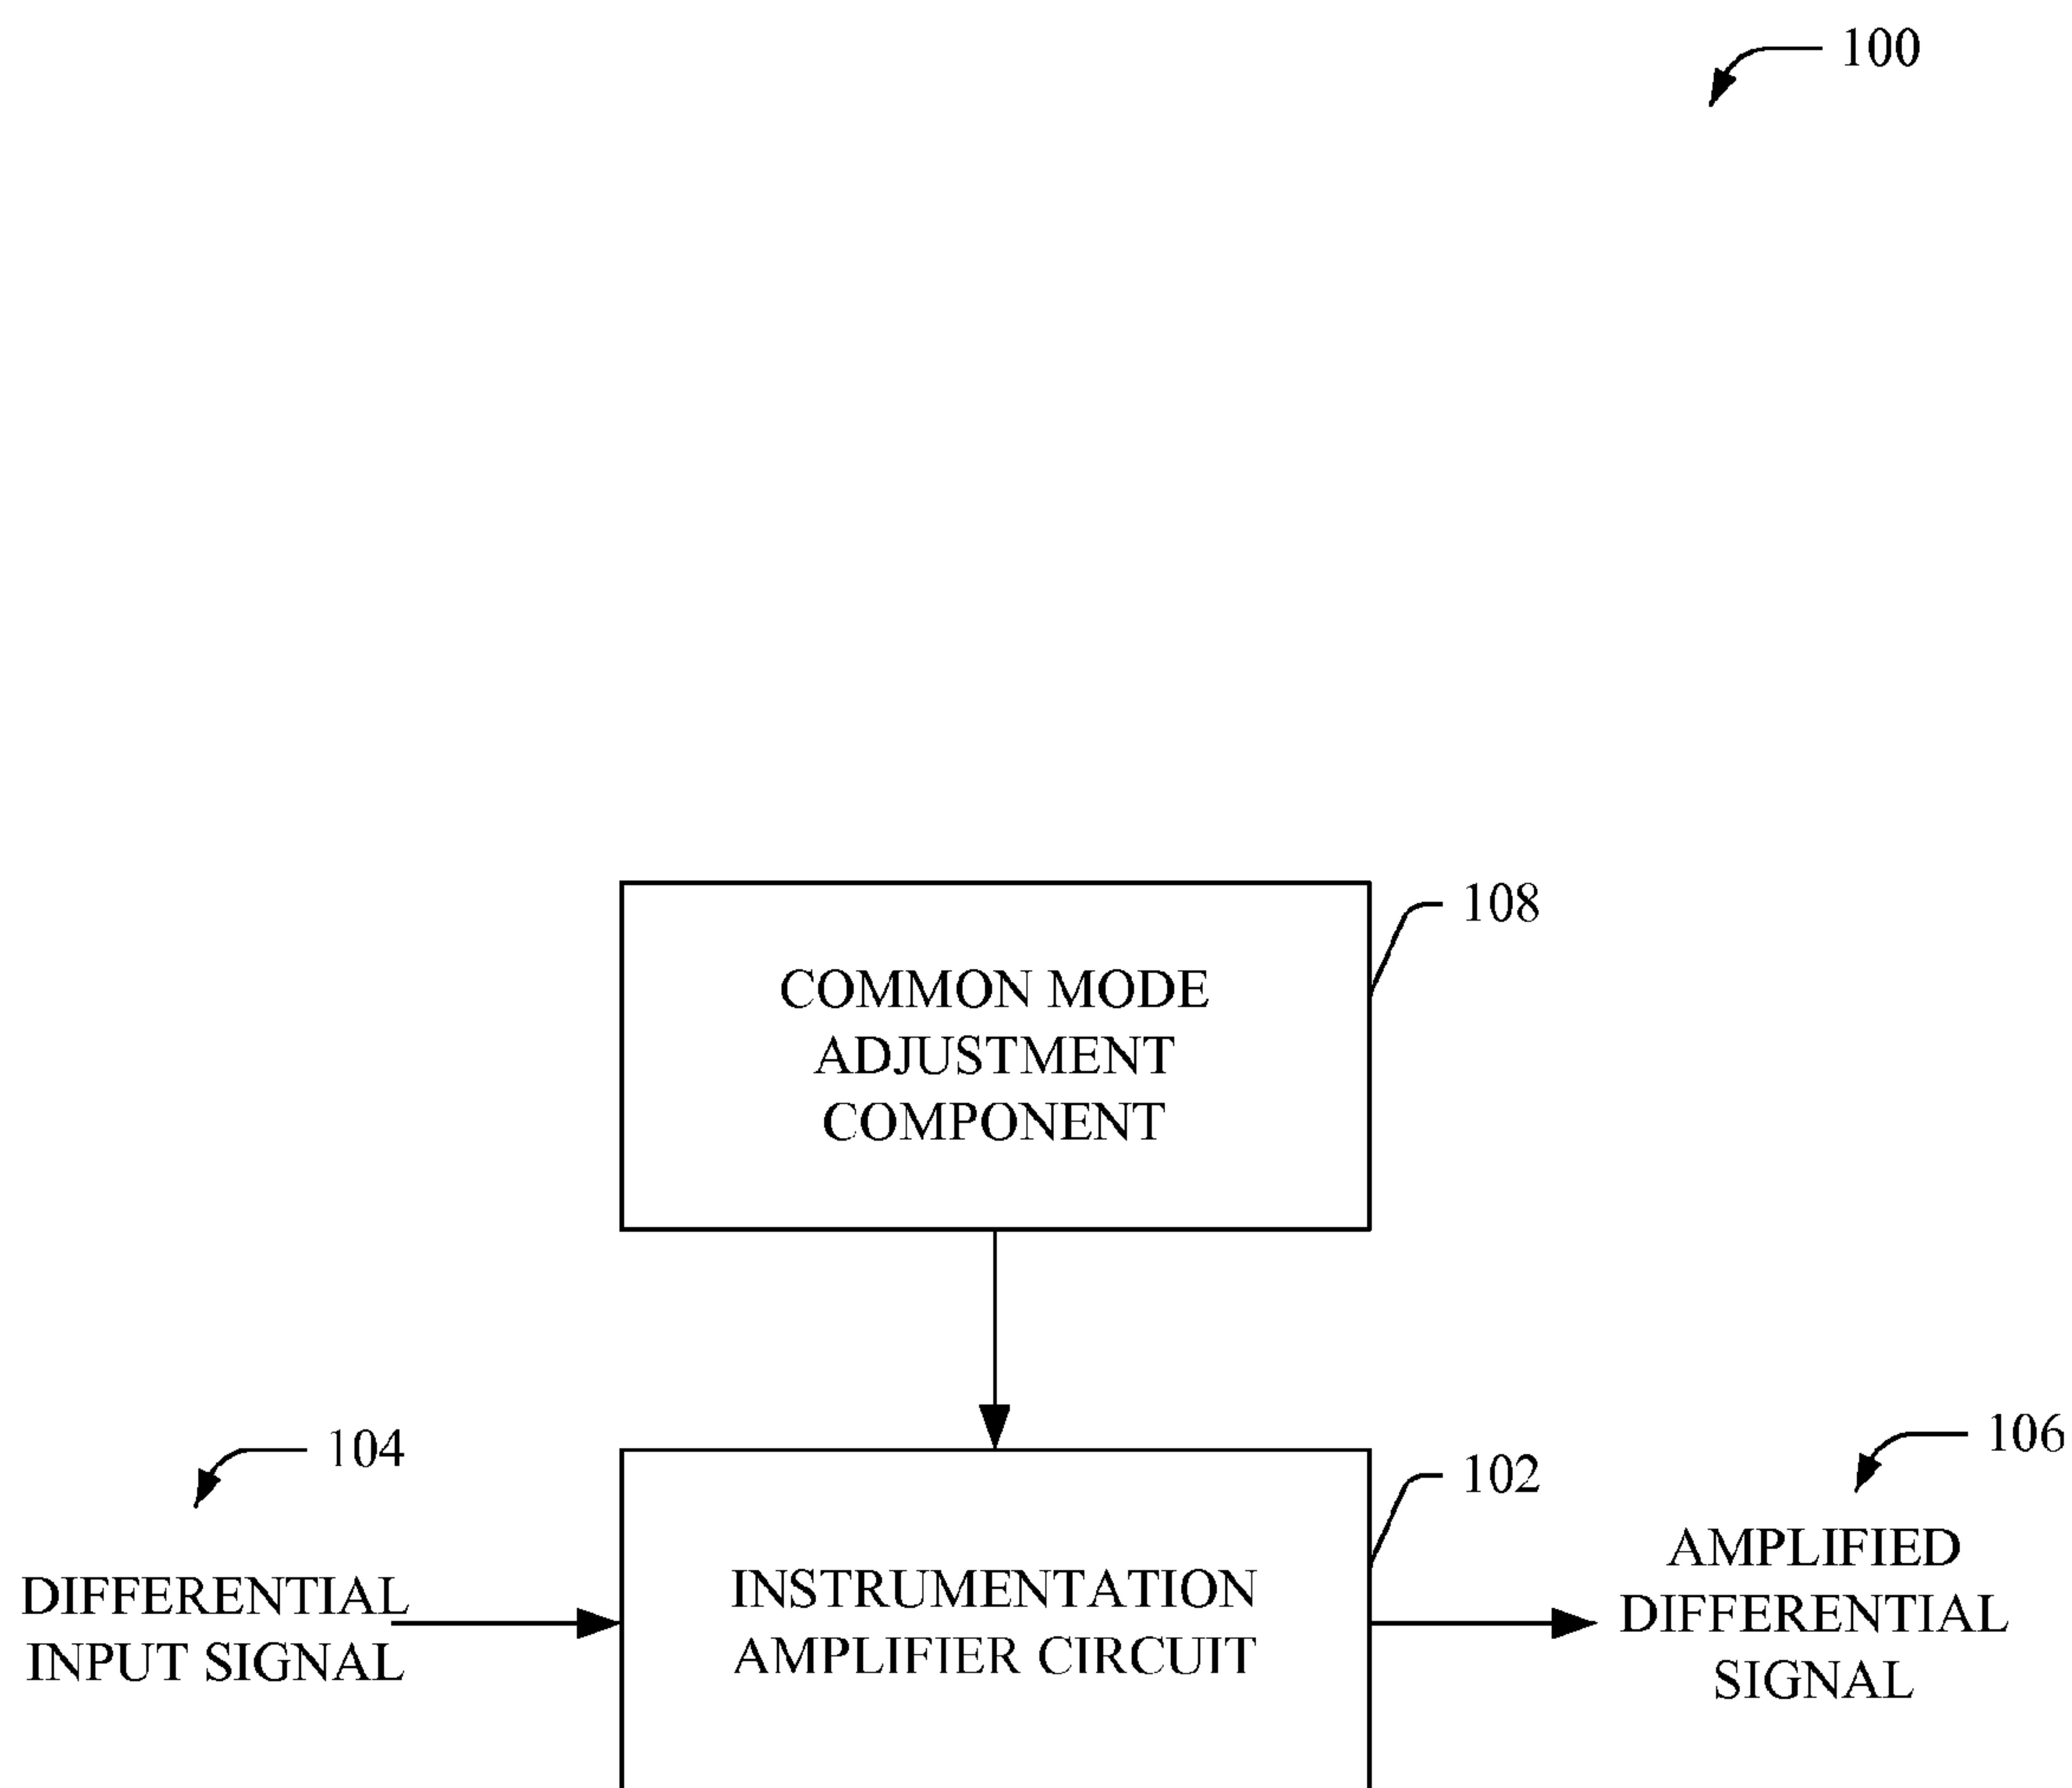 100
108
COMMON MODE
ADJUSTMENT
COMPONENT
104
106
102
DIFFERENTIAL
INPUT SIGNAL
INSTRUMENTATION
AMPLIFIER CIRCUIT
AMPLIFIED
DIFFERENTIAL
SIGNAL